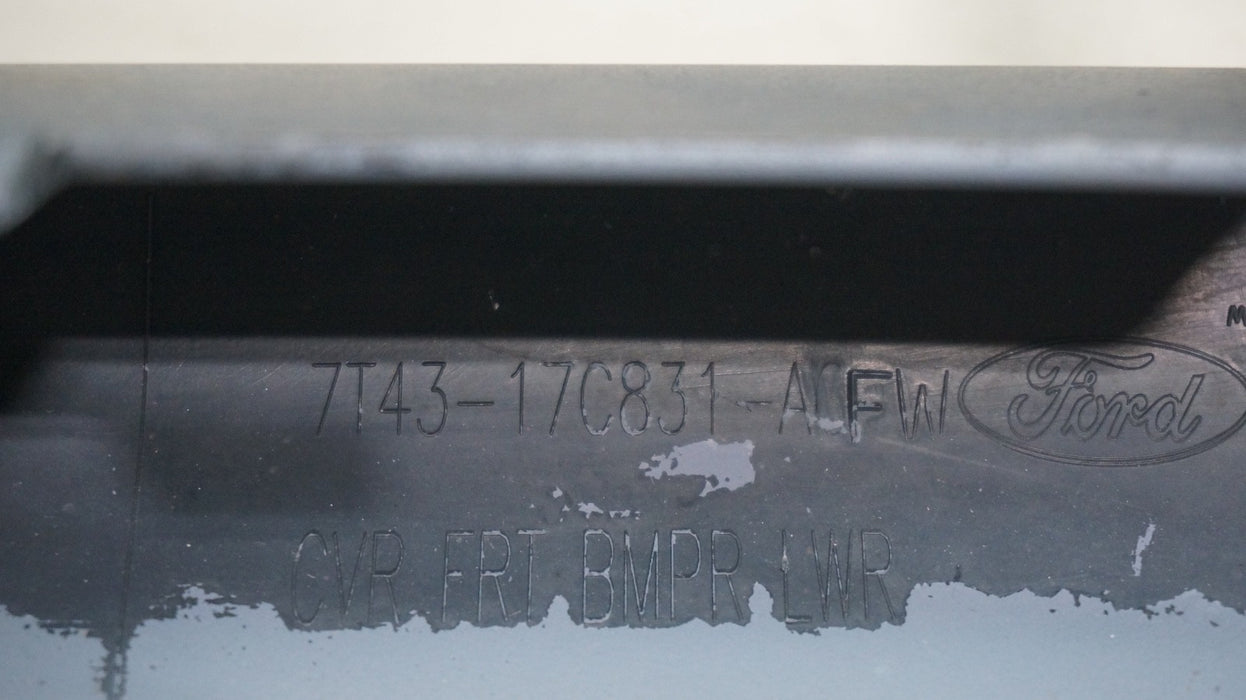 7T43-17C831-ACFW Ford
CVR FRT BMPR LWR